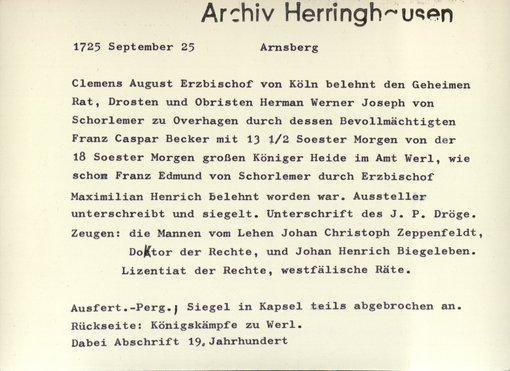 Archiv Herringhausen
1725 September 25 Arnsberg
Clemens August Erzbischof von Köln belehnt den Geheimen
Rat, Drosten und Obristen Herman Werner Joseph von
Schorlemer zu Overhagen durch dessen Bevollmächtigten
Franz Caspar Becker mit 13 1/2 Soester Morgen von der
18 Soester Morgen großen Königer Heide im Amt Werl, wie
schom Franz Edmund von Schorlemer durch Erzbischof
Maximilian Henrich belehnt worden war. Aussteller
unterschreibt und siegelt. Unterschrift des J. P. Dröge.
Zeugen: die Mannen vom Lehen Johan Christoph Zeppenfeldt,
Doktor der Rechte, und Johan Henrich Biegeleben.
Lizentiat der Rechte, westfälische Räte.
Ausfert.-Perg., Siegel in Kapsel teils abgebrochen an.
Rückseite: Königskämpfe zu Werl.
Dabei Abschrift 19. Jahrhundert